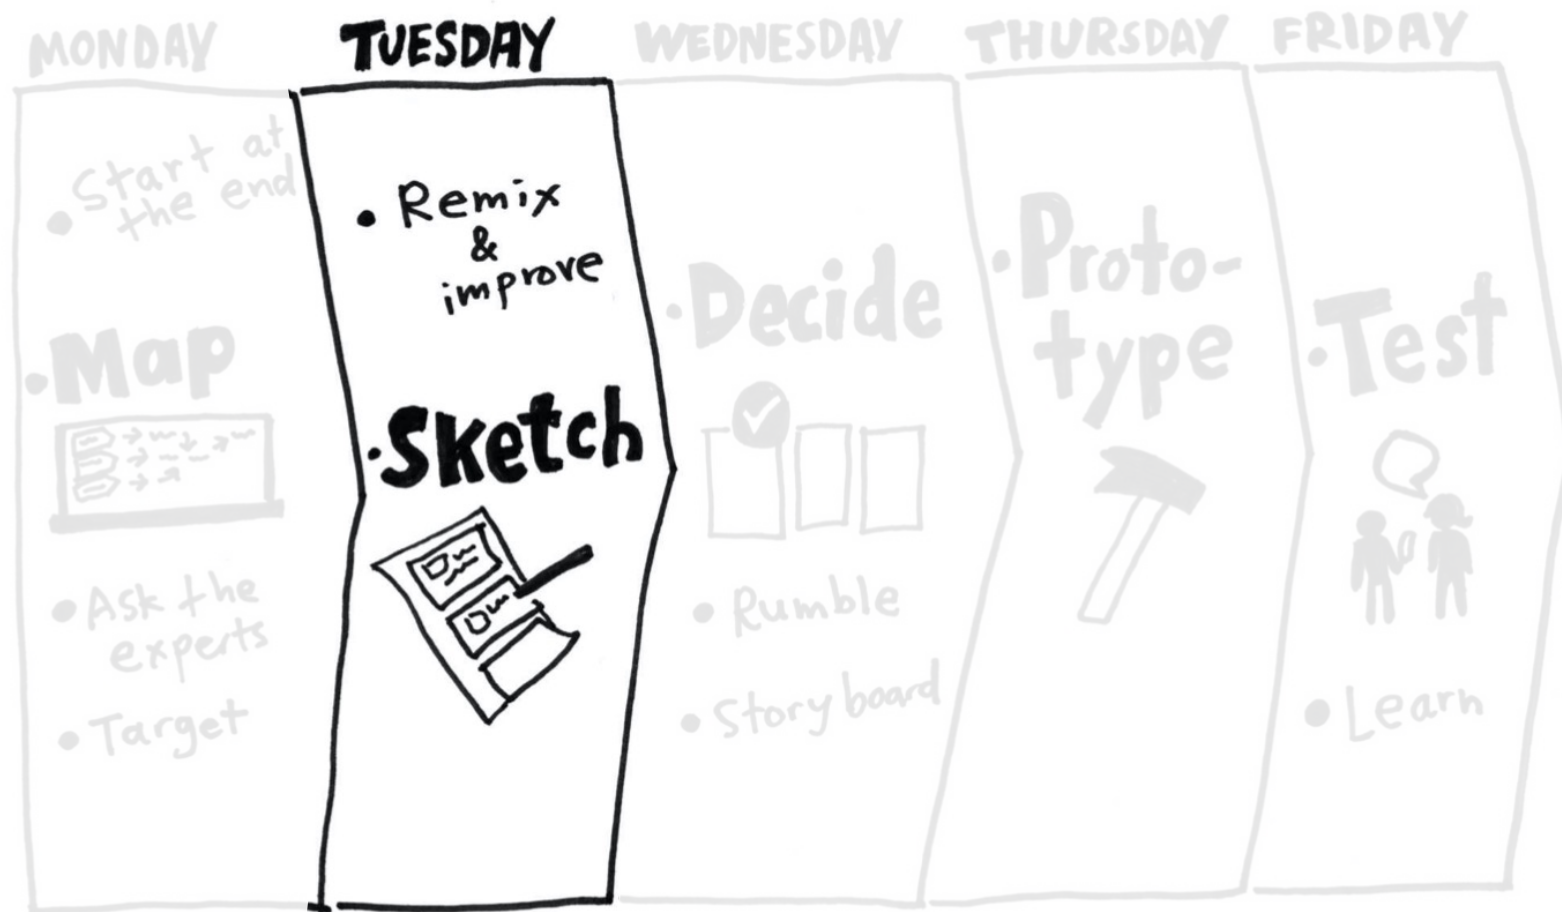 MONDAY
• Start at
the end
• Map
• Ask the
experts
• Target
TUESDAY
• Remix
&
improve
• Sketch
WEDNESDAY
• Decide
• Rumble
• Storyboard
THURSDAY
• Proto-
type
FRIDAY
• Test
• Learn